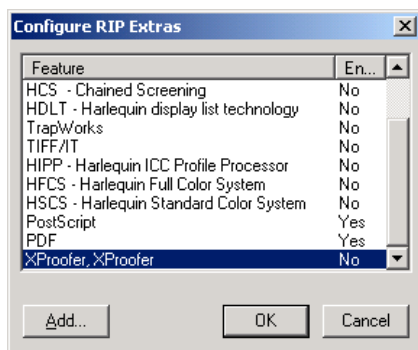 Configure RIP Extras
Feature En...
HCS - Chained Screening No
HDLT - Harlequin display list technology No
TrapWorks No
TIFF/IT No
HIPP - Harlequin ICC Profile Processor No
HFCS - Harlequin Full Color System No
HSCS - Harlequin Standard Color System No
PostScript Yes
PDF Yes
XProofer, XProofer No
Add... OK Cancel